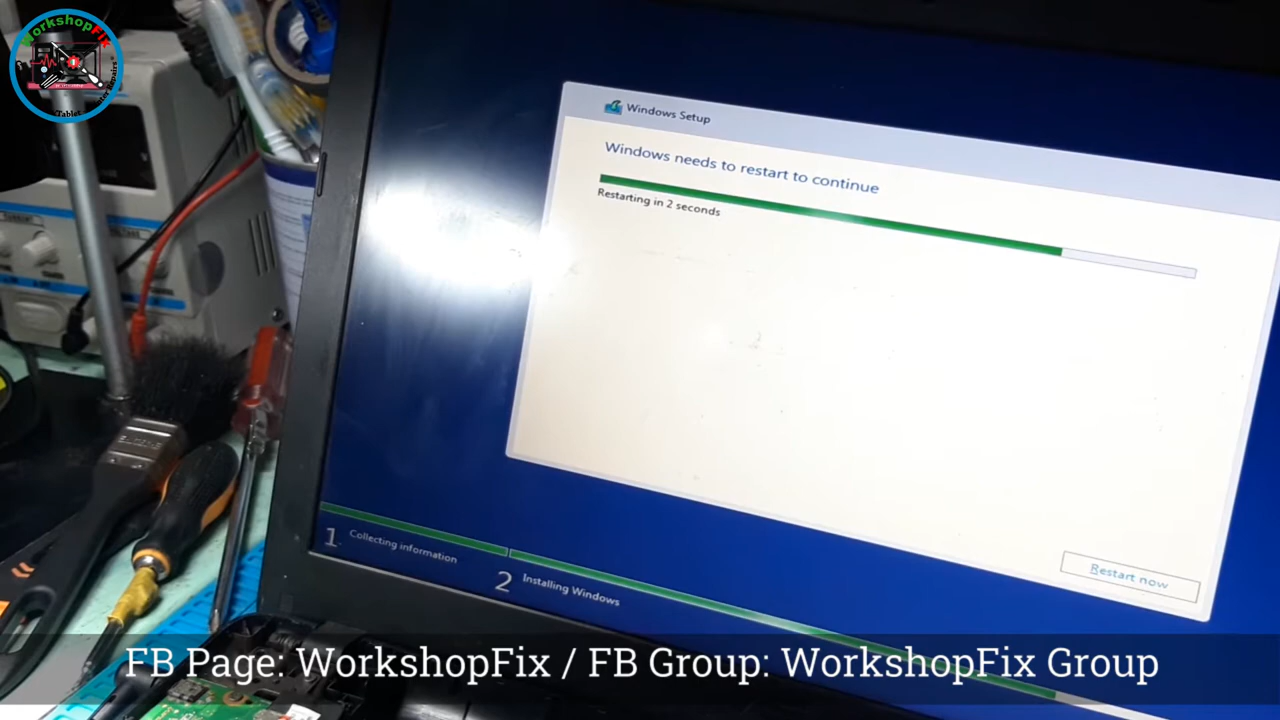 WorkshopFix
Tablet
Windows Setup
Windows needs to restart to continue
Restarting in 2 seconds
Restart now
1 Collecting information
2 Installing Windows
FB Page: WorkshopFix / FB Group: WorkshopFix Group